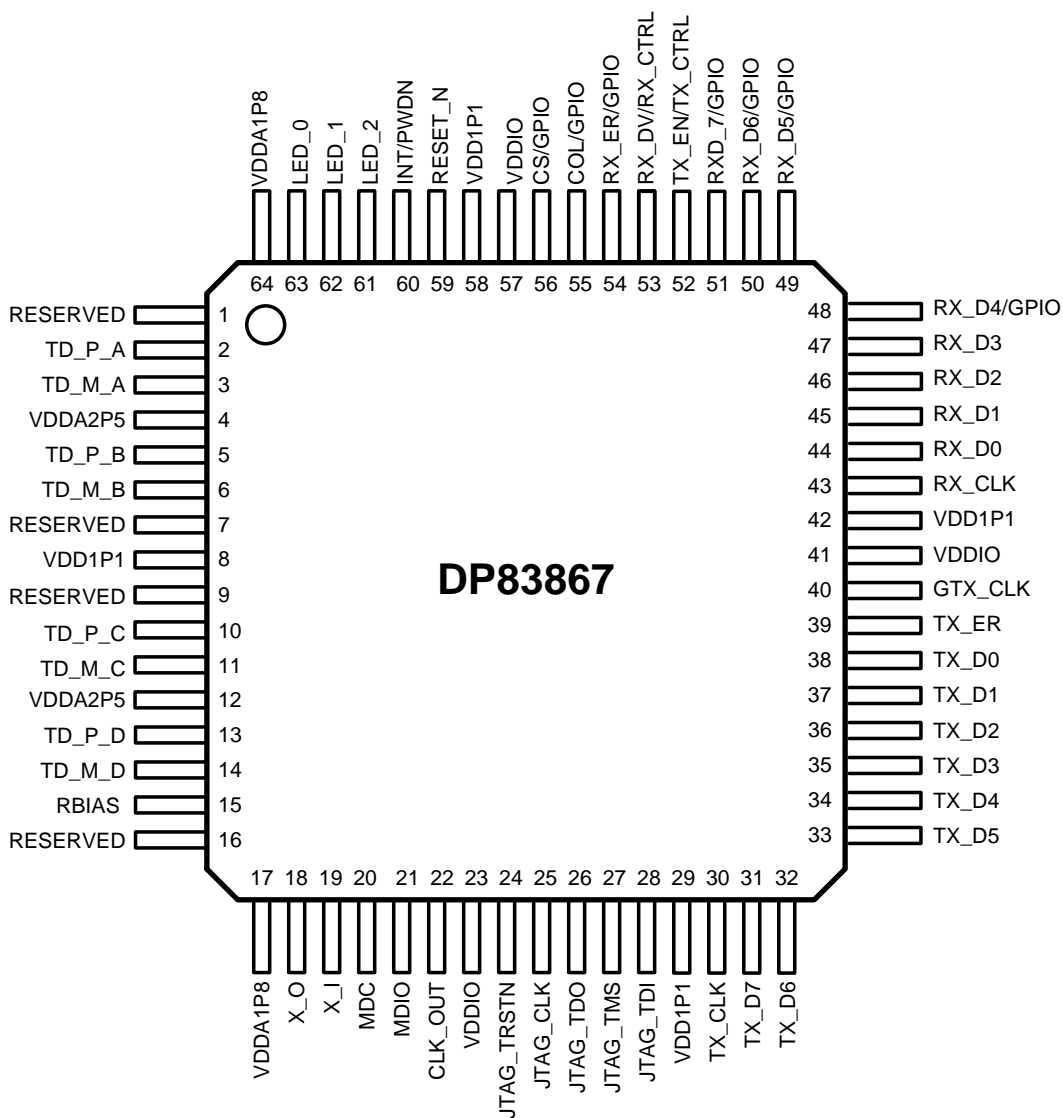 VDDA1P8
LED_0
LED_1
LED_2
INT/PWDN
RESET_N
VDD1P1
VDDIO
CS/GPIO
COL/GPIO
RX_ER/GPIO
RX_DV/RX_CTRL
TX_EN/TX_CTRL
RXD_7/GPIO
RX_D6/GPIO
RX_D5/GPIO
64 63 62 61 60 59 58 57 56 55 54 53 52 51 50 49
RESERVED 1
TD_P_A 2
TD_M_A 3
VDDA2P5 4
TD_P_B 5
TD_M_B 6
RESERVED 7
VDD1P1 8
RESERVED 9
TD_P_C 10
TD_M_C 11
VDDA2P5 12
TD_P_D 13
TD_M_D 14
RBIAS 15
RESERVED 16
DP83867
48 RX_D4/GPIO
47 RX_D3
46 RX_D2
45 RX_D1
44 RX_D0
43 RX_CLK
42 VDD1P1
41 VDDIO
40 GTX_CLK
39 TX_ER
38 TX_D0
37 TX_D1
36 TX_D2
35 TX_D3
34 TX_D4
33 TX_D5
17 18 19 20 21 22 23 24 25 26 27 28 29 30 31 32
VDDA1P8
X_O
X_I
MDC
MDIO
CLK_OUT
VDDIO
JTAG_TRSTN
JTAG_CLK
JTAG_TDO
JTAG_TMS
JTAG_TDI
VDD1P1
TX_CLK
TX_D7
TX_D6